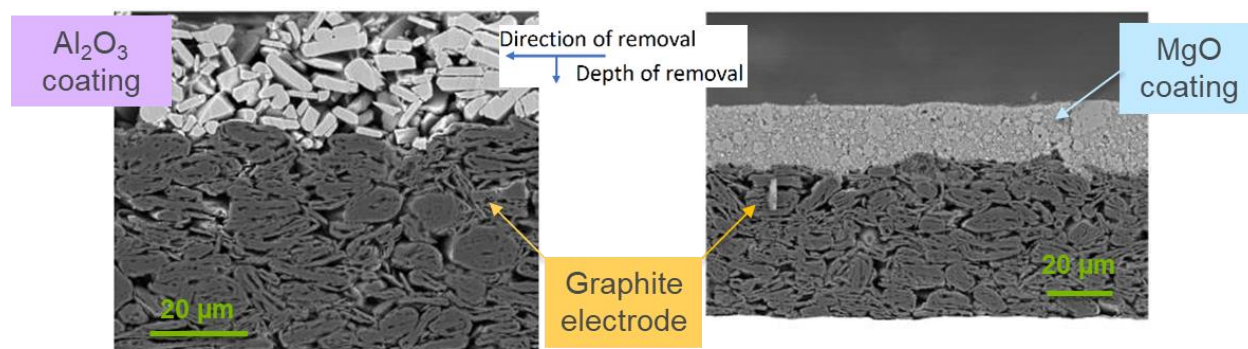 Al₂O₃
coating
Direction of removal
Depth of removal
MgO
coating
Graphite
electrode
20 µm
20 µm